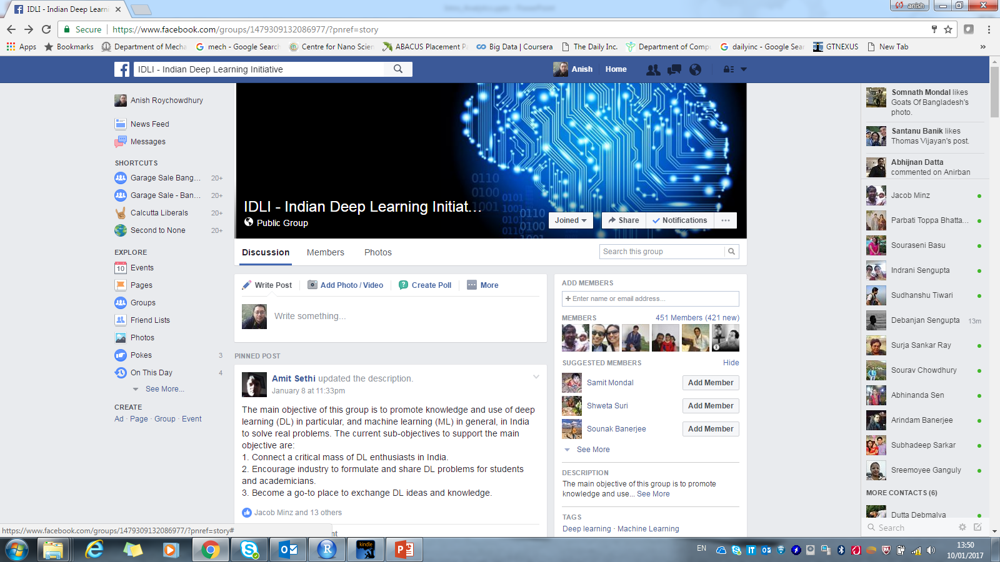 IDLI - Indian Deep Learni
anish
Secure
https://www.facebook.com/groups/1479309132086977/?pnref=story
Apps
Bookmarks
Department of Mecha
mech - Google Search
Centre for Nano Scien
ABACUS Placement P
Big Data | Coursera
The Daily Inc.
Department of Comp
dailyinc - Google Sea
GTNEXUS
New Tab
»
IDLI - Indian Deep Learning Initiative
Anish
Home
Anish Roychowdhury
News Feed
Messages
SHORTCUTS
Garage Sale Bang... 20+
Garage Sale - Ban... 20+
Calcutta Liberals 20+
Second to None 20+
EXPLORE
10 Events
Pages
Groups
Friend Lists
Photos
Pokes 3
On This Day 4
See More...
CREATE
Ad · Page · Group · Event
0110
0100
1001
0101
1001
0110
0100
1001
IDLI - Indian Deep Learning Initiat...
Public Group
Joined
Share
Notifications
Discussion
Members
Photos
Search this group
Write Post
Add Photo / Video
Create Poll
More
Write something...
PINNED POST
Amit Sethi updated the description.
January 8 at 11:33pm
The main objective of this group is to promote knowledge and use of deep
learning (DL) in particular, and machine learning (ML) in general, in India
to solve real problems. The current sub-objectives to support the main
objective are:
1. Connect a critical mass of DL enthusiasts in India.
2. Encourage industry to formulate and share DL problems for students
and academicians.
3. Become a go-to place to exchange DL ideas and knowledge.
Jacob Minz and 13 others
nt
ADD MEMBERS
+ Enter name or email address...
MEMBERS
451 Members (421 new)
SUGGESTED MEMBERS
Hide
Samit Mondal
Add Member
Shweta Suri
Add Member
Sounak Banerjee
Add Member
See More
DESCRIPTION
The main objective of this group is to promote
knowledge and use... See More
TAGS
Deep learning · Machine Learning
Somnath Mondal likes
Goats Of Bangladesh's
photo.
Santanu Banik likes
Thomas Vijayan's post.
Abhijnan Datta
commented on Anirban
Jacob Minz
Parbati Toppa Bhatta...
Souraseni Basu
Indrani Sengupta
Sudhanshu Tiwari
Debanjan Sengupta 13m
Surja Sankar Ray
Sourav Chowdhury
Abhinanda Sen
Arindam Banerjee
Subhadeep Sarkar
Sreemoyee Ganguly
MORE CONTACTS (6)
Dutta Debmalya
Search
https://www.facebook.com/groups/1479309132086977/?pnref=story#
kindle
EN
13:50
10/01/2017